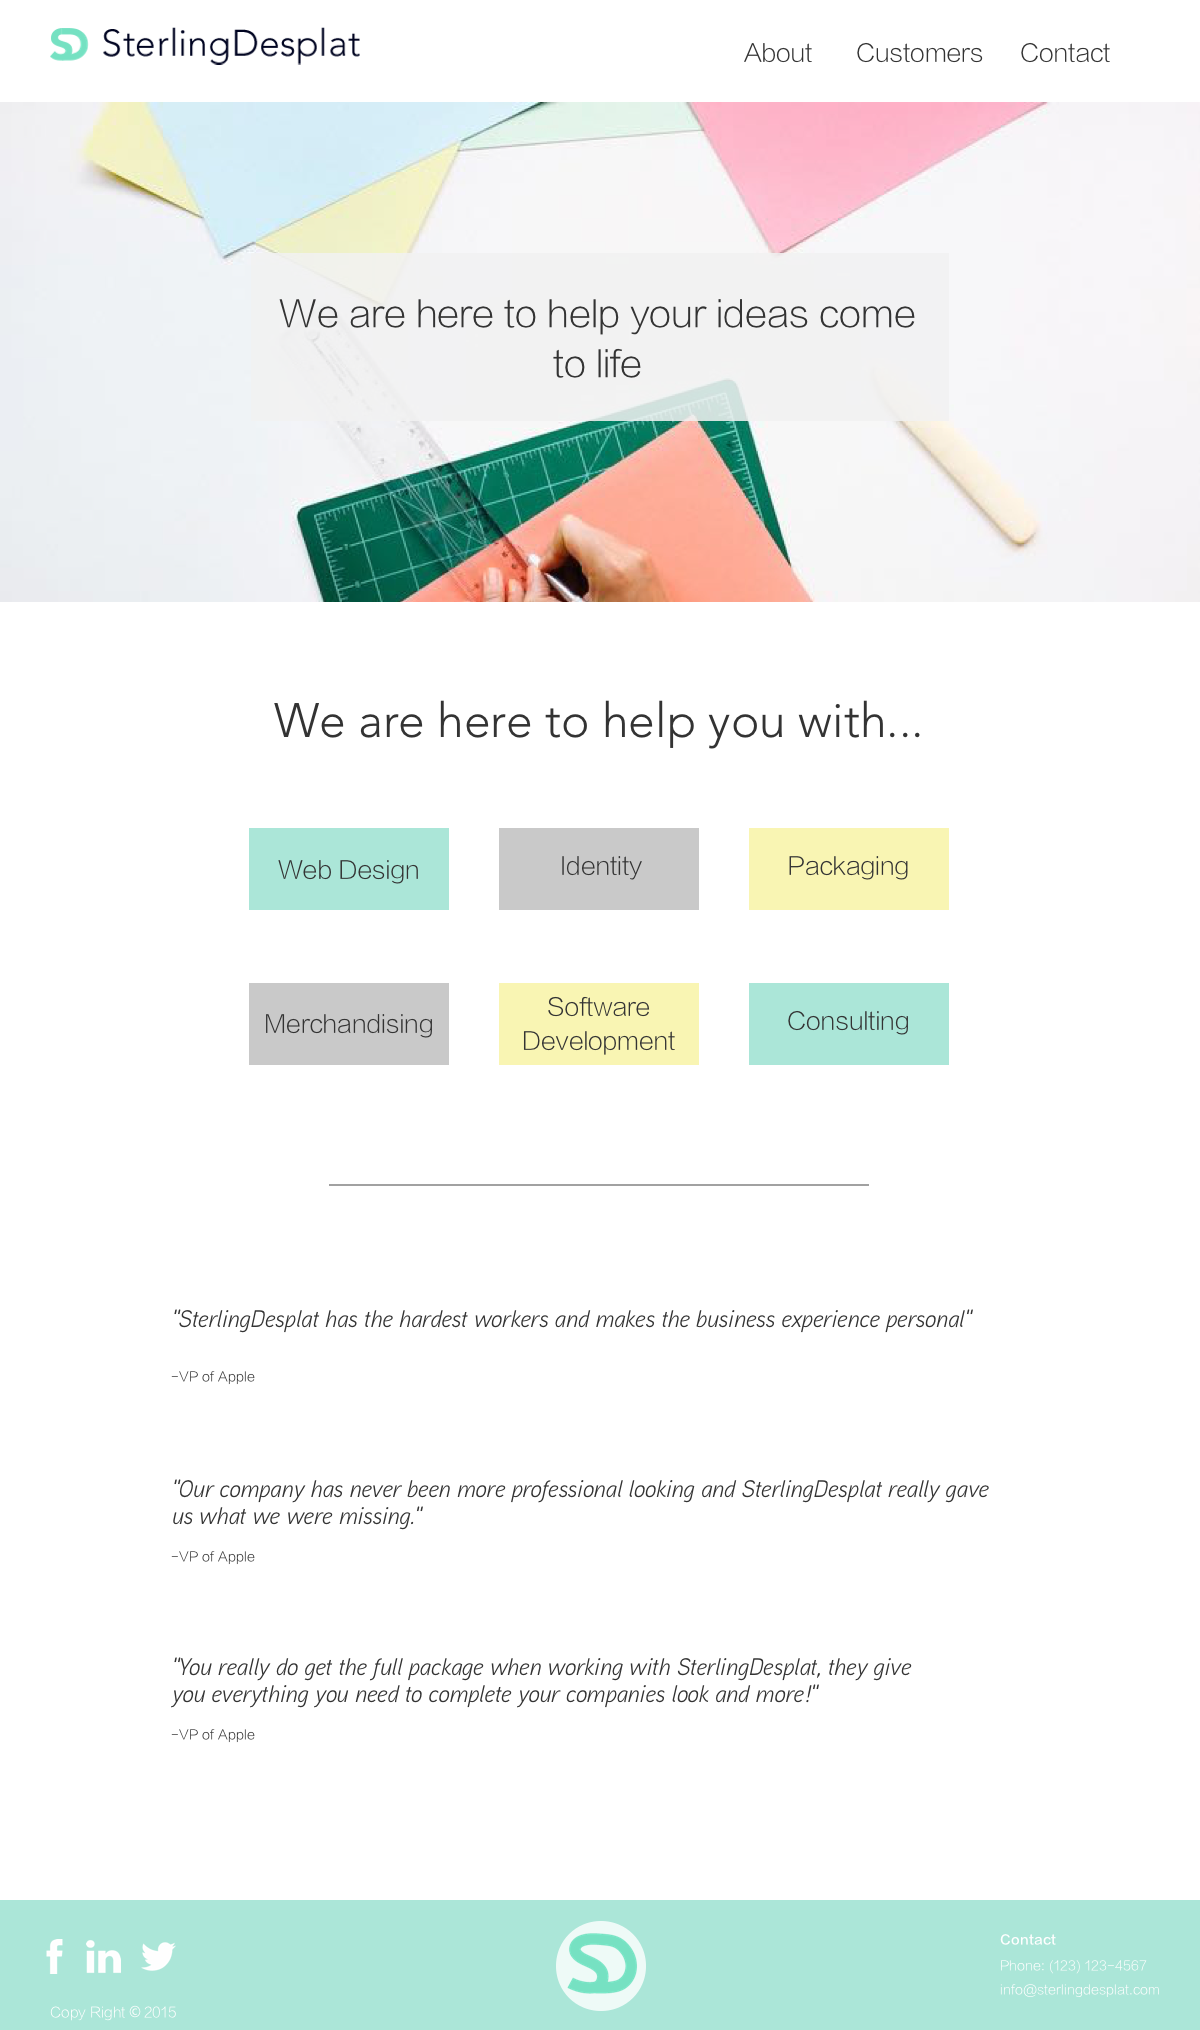 SD SterlingDesplat
About Customers Contact
We are here to help your ideas come
to life
We are here to help you with...
Web Design
Identity
Packaging
Merchandising
Software
Development
Consulting
"SterlingDesplat has the hardest workers and makes the business experience personal"
-VP of Apple
"Our company has never been more professional looking and SterlingDesplat really gave
us what we were missing."
-VP of Apple
"You really do get the full package when working with SterlingDesplat, they give
you everything you need to complete your companies look and more!"
-VP of Apple
f in
Copy Right © 2015
SD
Contact
Phone: (123) 123-4567
info@sterlingdesplat.com